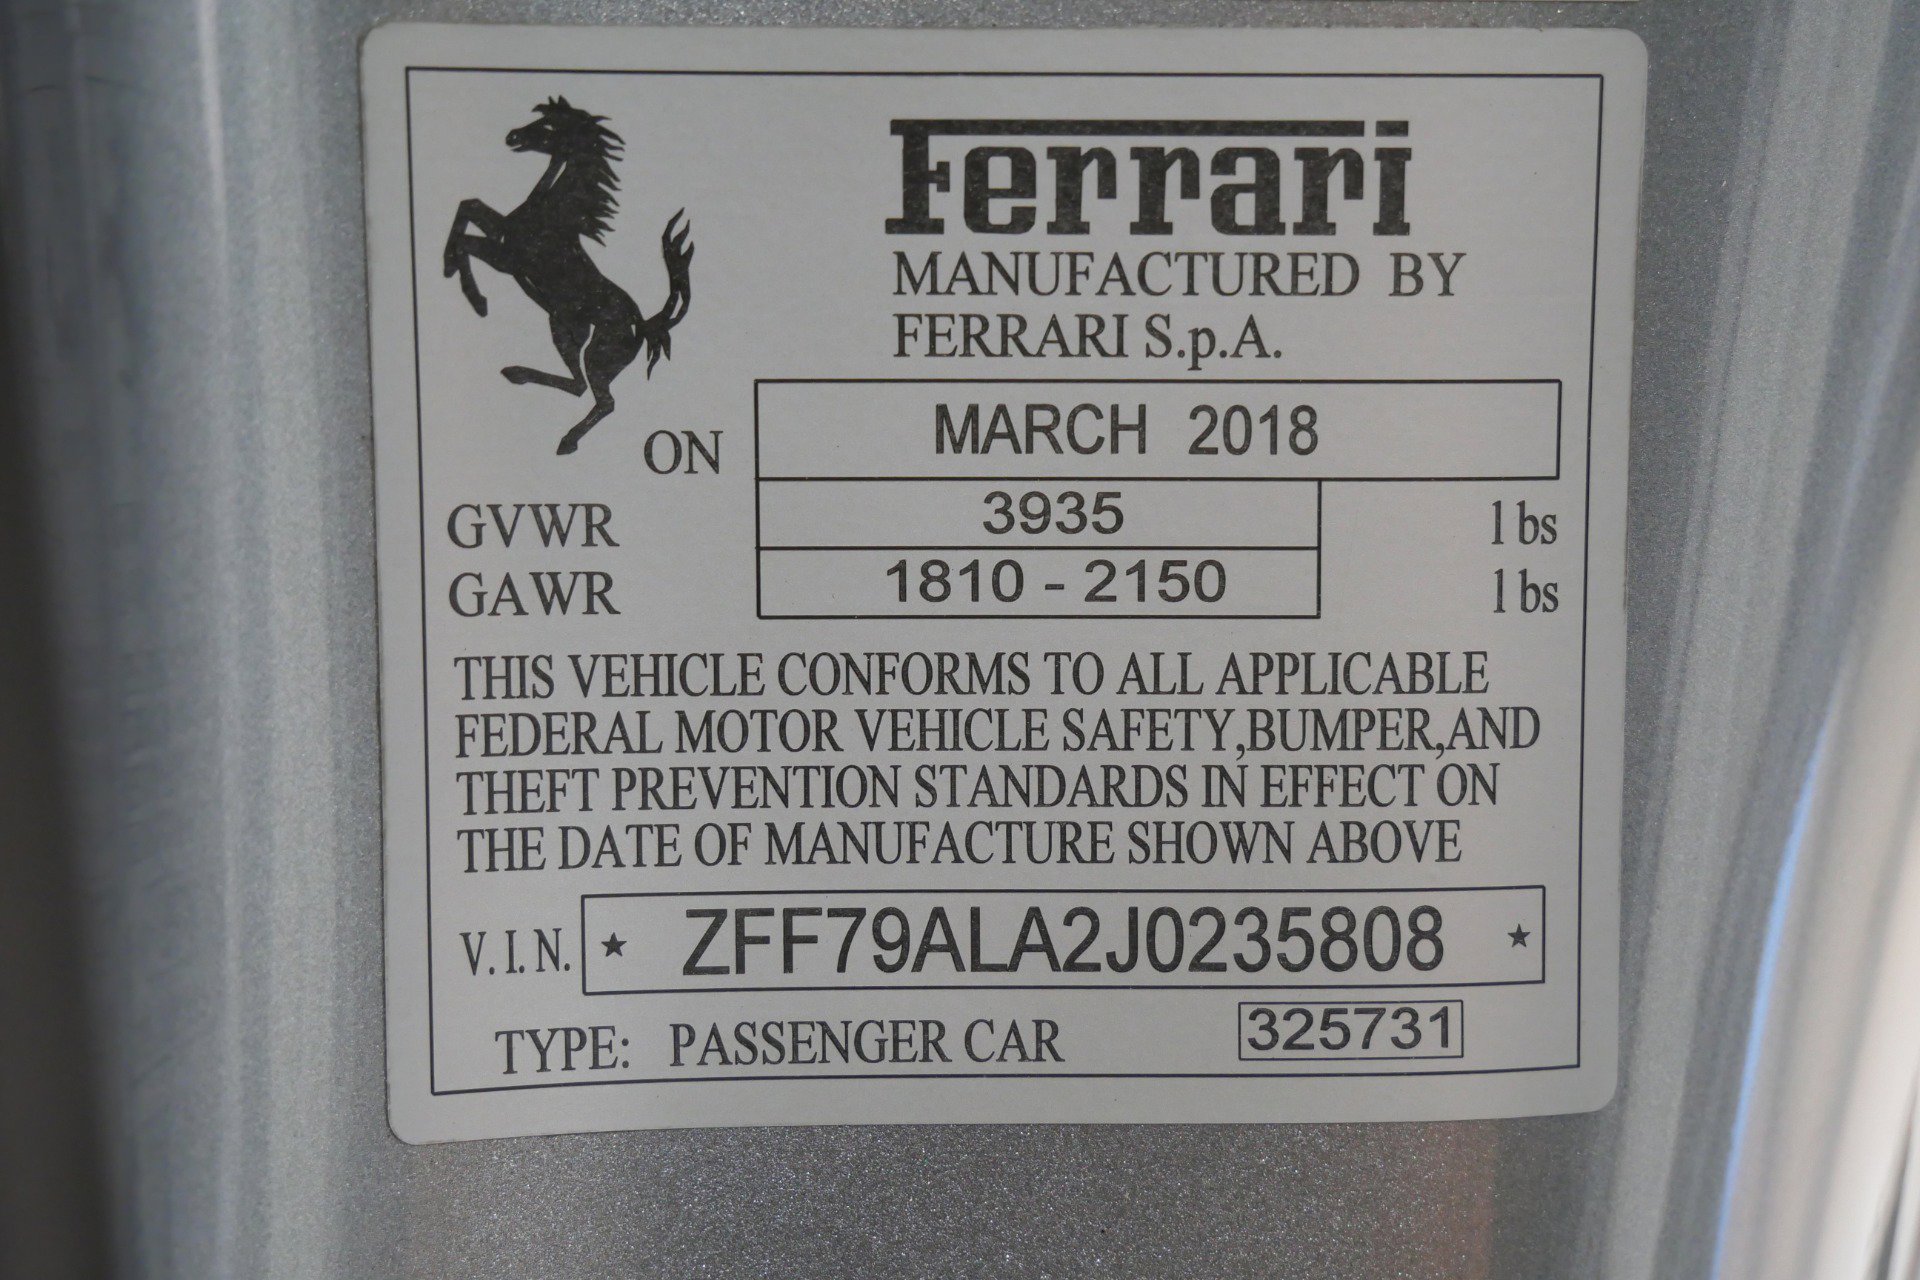 Ferrari
MANUFACTURED BY
FERRARI S.p.A.
ON MARCH 2018
GVWR 3935 lbs
GAWR 1810 - 2150 lbs
THIS VEHICLE CONFORMS TO ALL APPLICABLE
FEDERAL MOTOR VEHICLE SAFETY,BUMPER,AND
THEFT PREVENTION STANDARDS IN EFFECT ON
THE DATE OF MANUFACTURE SHOWN ABOVE
V.I.N. ★ ZFF79ALA2J0235808 ★
TYPE: PASSENGER CAR 325731